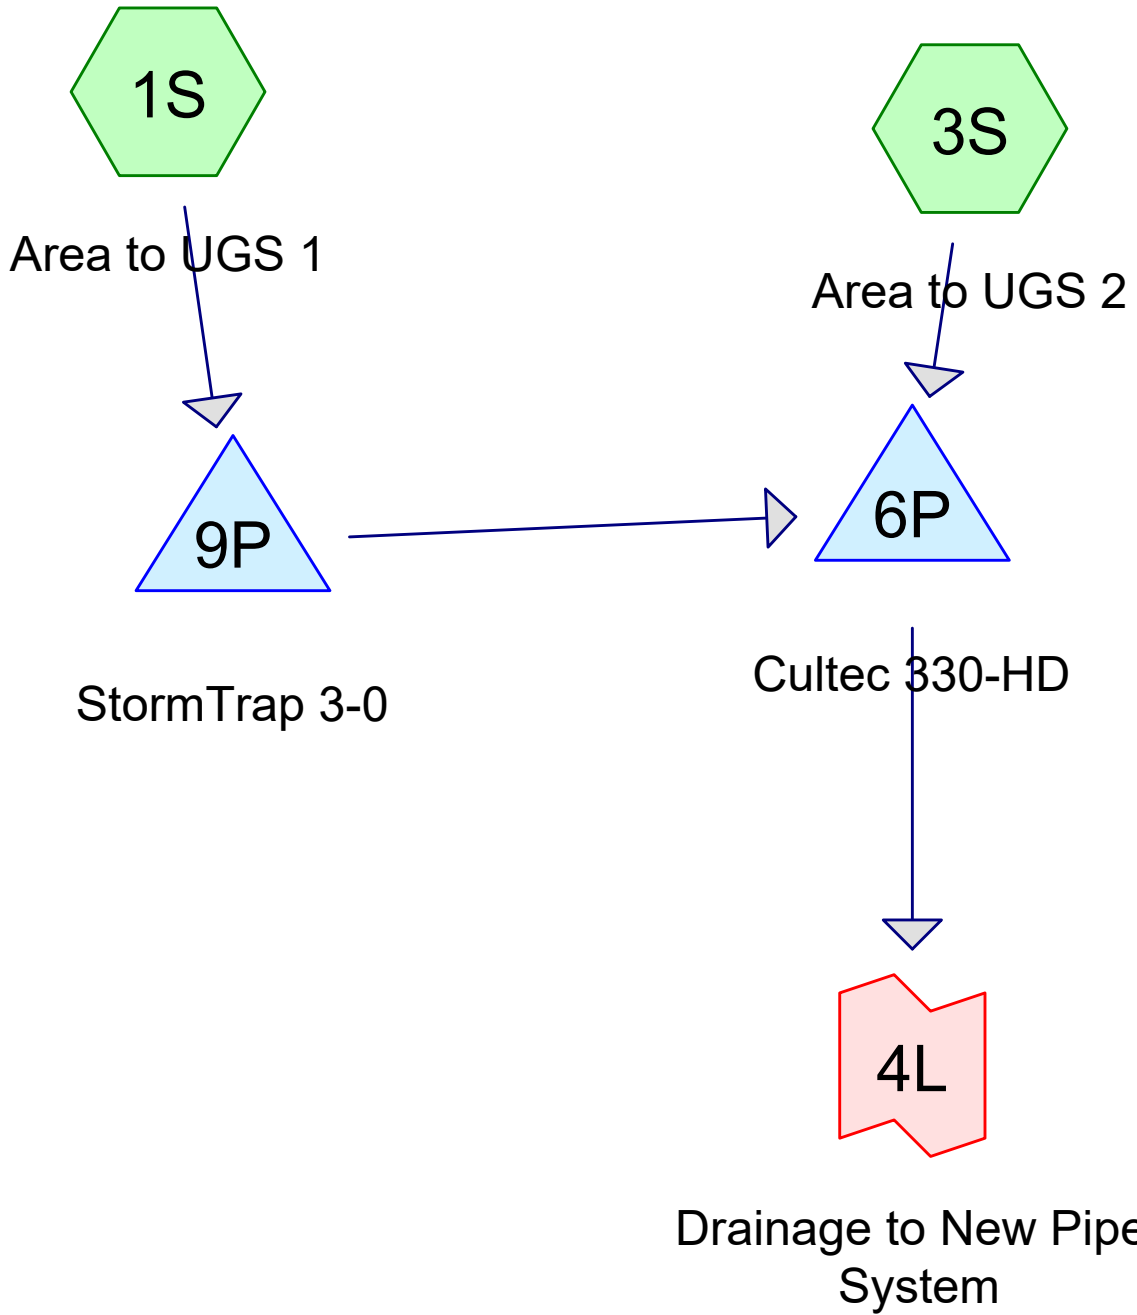 1S
3S
Area to UGS 1
Area to UGS 2
9P
6P
StormTrap 3-0
Cultec 330-HD
4L
Drainage to New Pipe
System